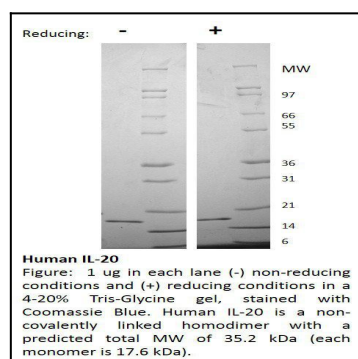 Reducing: - +
MW
97
66
55
36
31
21
14
6
Human IL-20
Figure: 1 ug in each lane (-) non-reducing
conditions and (+) reducing conditions in a
4-20% Tris-Glycine gel, stained with
Coomassie Blue. Human IL-20 is a non-
covalently linked homodimer with a
predicted total MW of 35.2 kDa (each
monomer is 17.6 kDa).